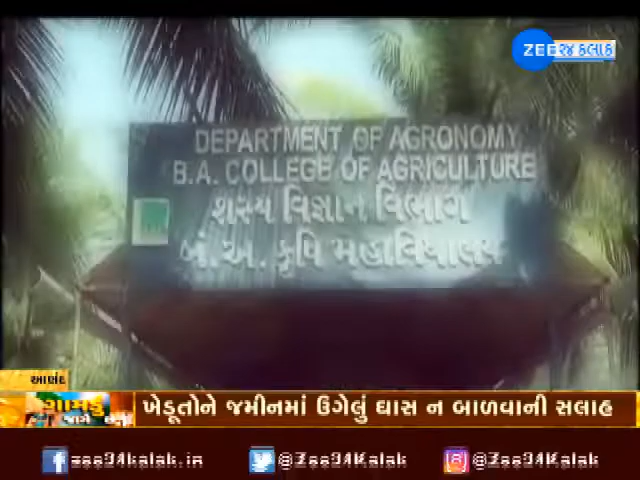 ZEE ૨૪ કલાક
DEPARTMENT OF AGRONOMY
B.A. COLLEGE OF AGRICULTURE
શસ્ય વિજ્ઞાન વિભાગ
બં.અ. કૃષિ મહાવિદ્યાલય
આણંદ
ગામડું
જાગે
ખેડૂતોને જમીનમાં ઉગેલું ઘાસ ન બાળવાની સલાહ
zee24kalak.in @Zee24Kalak @Zee24Kalak